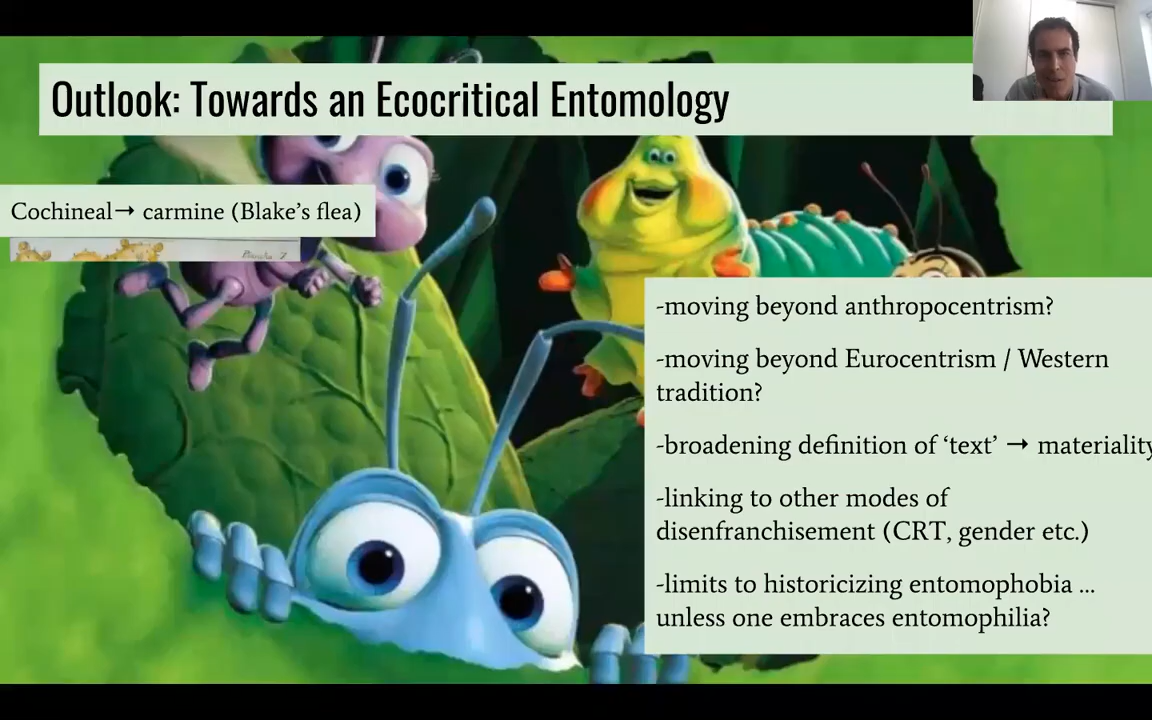 Outlook: Towards an Ecocritical Entomology
Cochineal→ carmine (Blake’s flea)
-moving beyond anthropocentrism?
-moving beyond Eurocentrism / Western
tradition?
-broadening definition of ‘text’ → materiality
-linking to other modes of
disenfranchisement (CRT, gender etc.)
-limits to historicizing entomophobia ...
unless one embraces entomophilia?